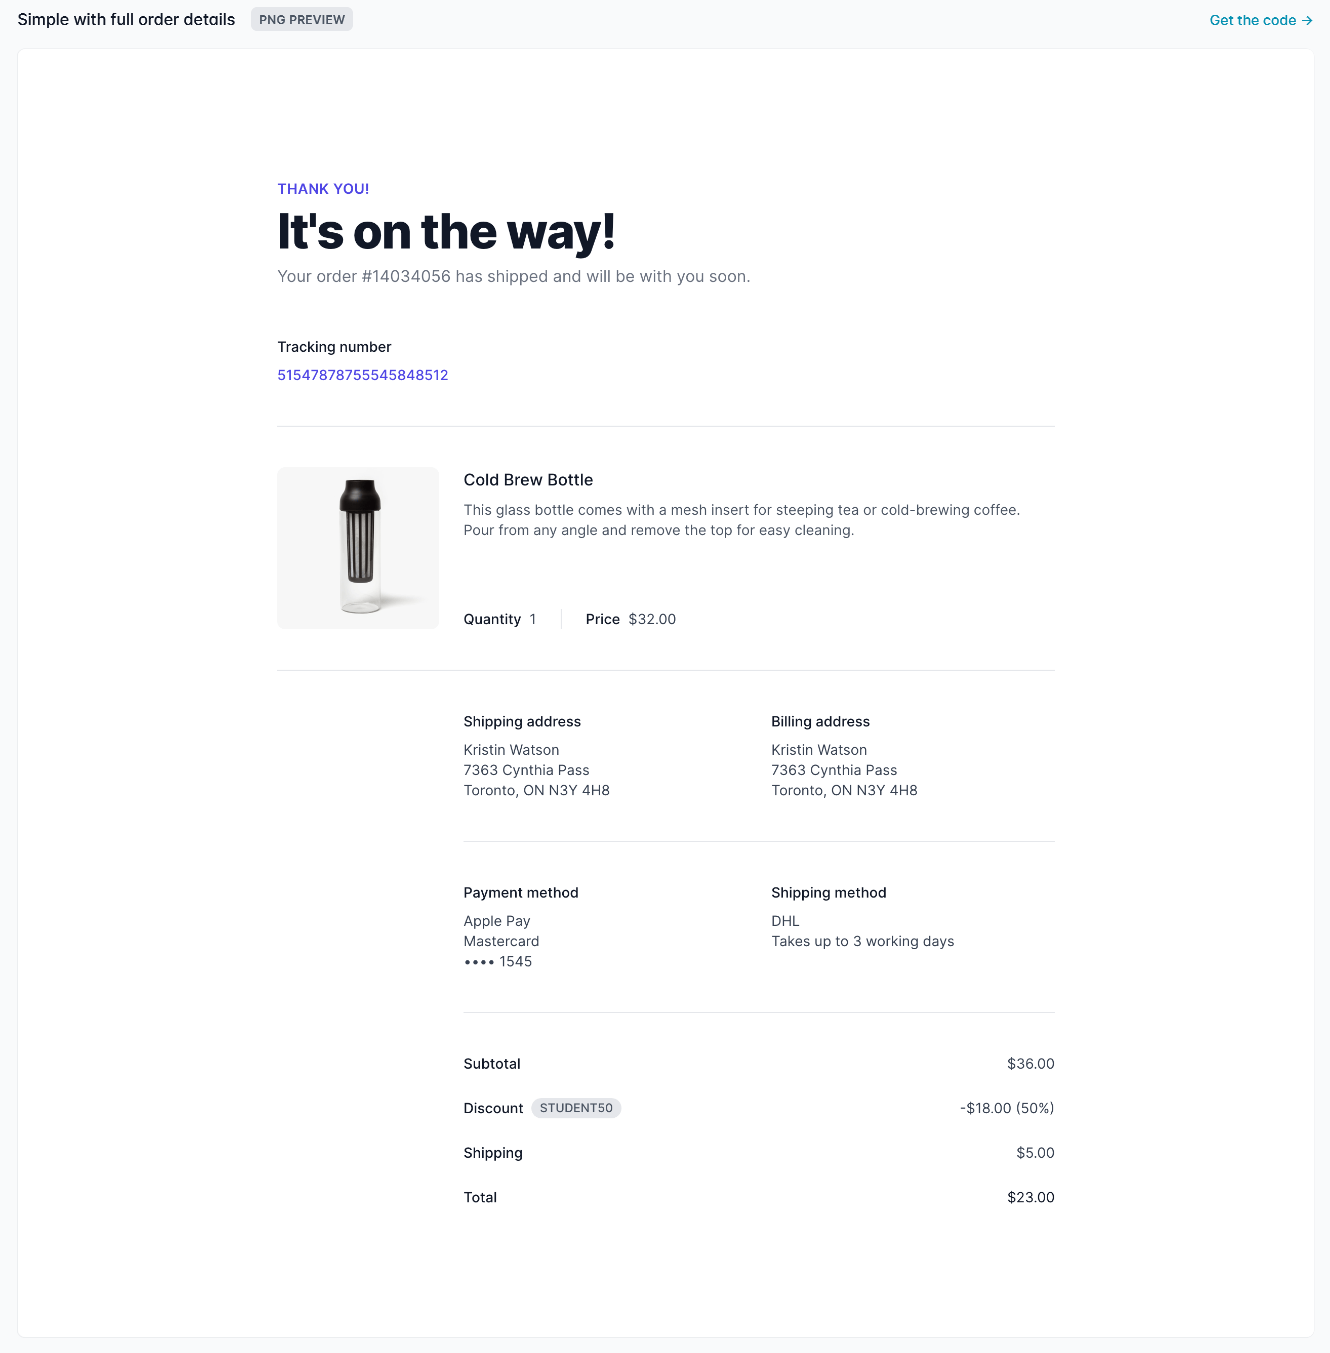 Simple with full order details PNG PREVIEW Get the code →
THANK YOU!
It's on the way!
Your order #14034056 has shipped and will be with you soon.
Tracking number
51547878755545848512
Cold Brew Bottle
This glass bottle comes with a mesh insert for steeping tea or cold-brewing coffee.
Pour from any angle and remove the top for easy cleaning.
Quantity 1 Price $32.00
Shipping address
Kristin Watson
7363 Cynthia Pass
Toronto, ON N3Y 4H8
Billing address
Kristin Watson
7363 Cynthia Pass
Toronto, ON N3Y 4H8
Payment method
Apple Pay
Mastercard
•••• 1545
Shipping method
DHL
Takes up to 3 working days
Subtotal $36.00
Discount STUDENT50 -$18.00 (50%)
Shipping $5.00
Total $23.00